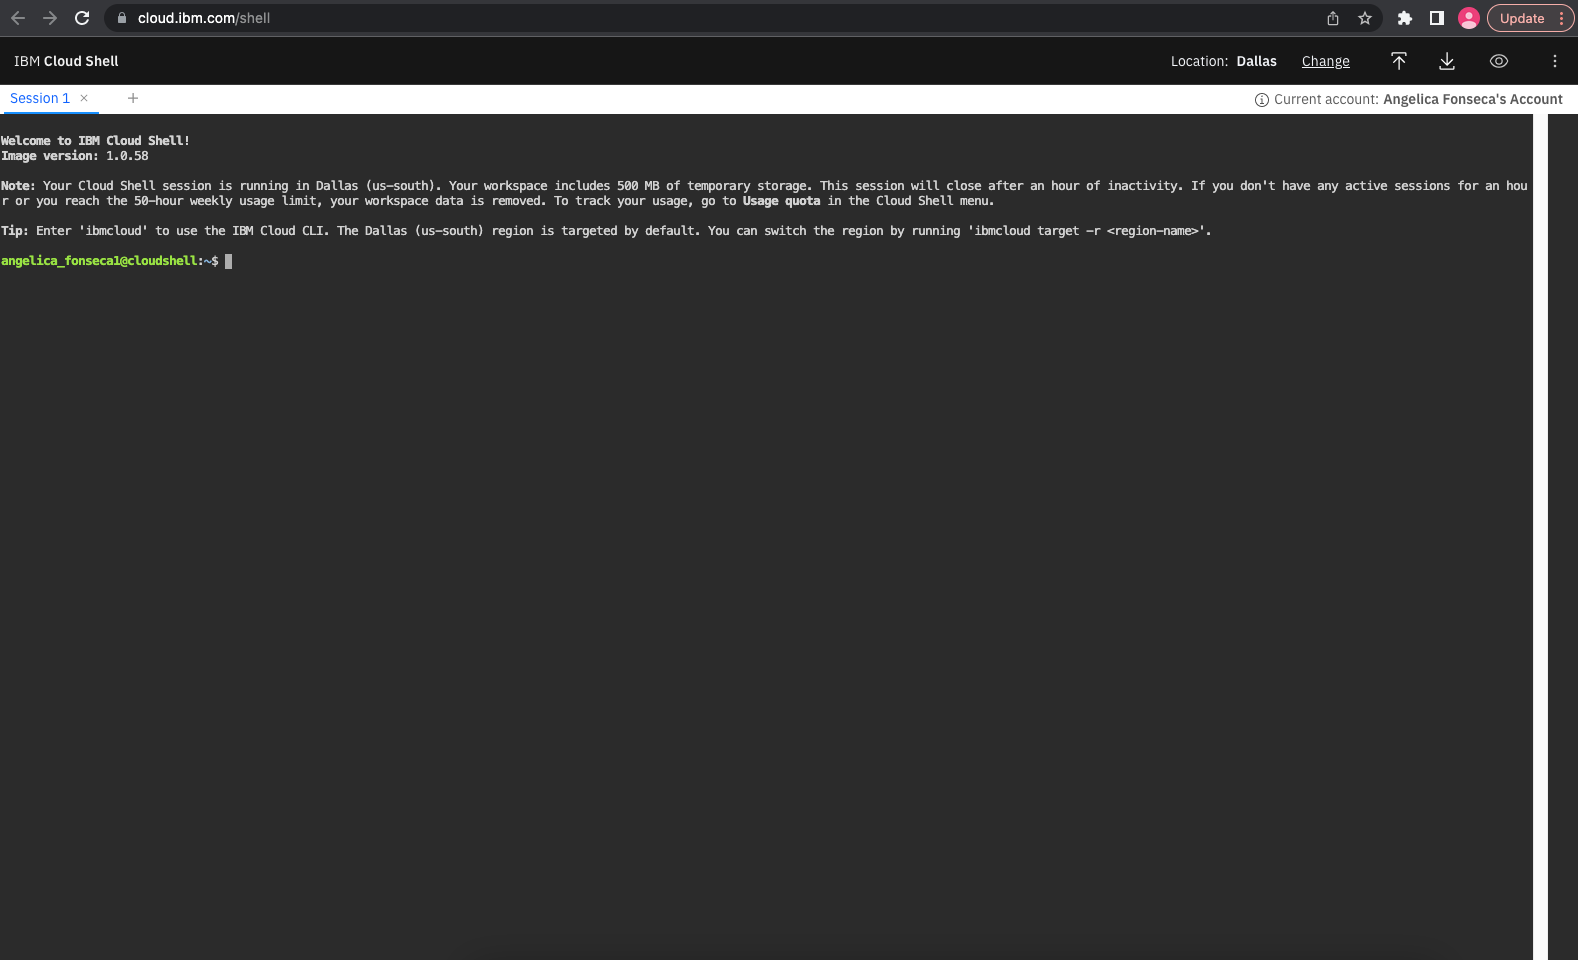 cloud.ibm.com/shell
Update
IBM Cloud Shell
Location: Dallas Change
Session 1 × +
Current account: Angelica Fonseca's Account
Welcome to IBM Cloud Shell!
Image version: 1.0.58
Note: Your Cloud Shell session is running in Dallas (us-south). Your workspace includes 500 MB of temporary storage. This session will close after an hour of inactivity. If you don't have any active sessions for an hou
r or you reach the 50-hour weekly usage limit, your workspace data is removed. To track your usage, go to Usage quota in the Cloud Shell menu.
Tip: Enter 'ibmcloud' to use the IBM Cloud CLI. The Dallas (us-south) region is targeted by default. You can switch the region by running 'ibmcloud target -r <region-name>'.
angelica_fonseca1@cloudshell:~$